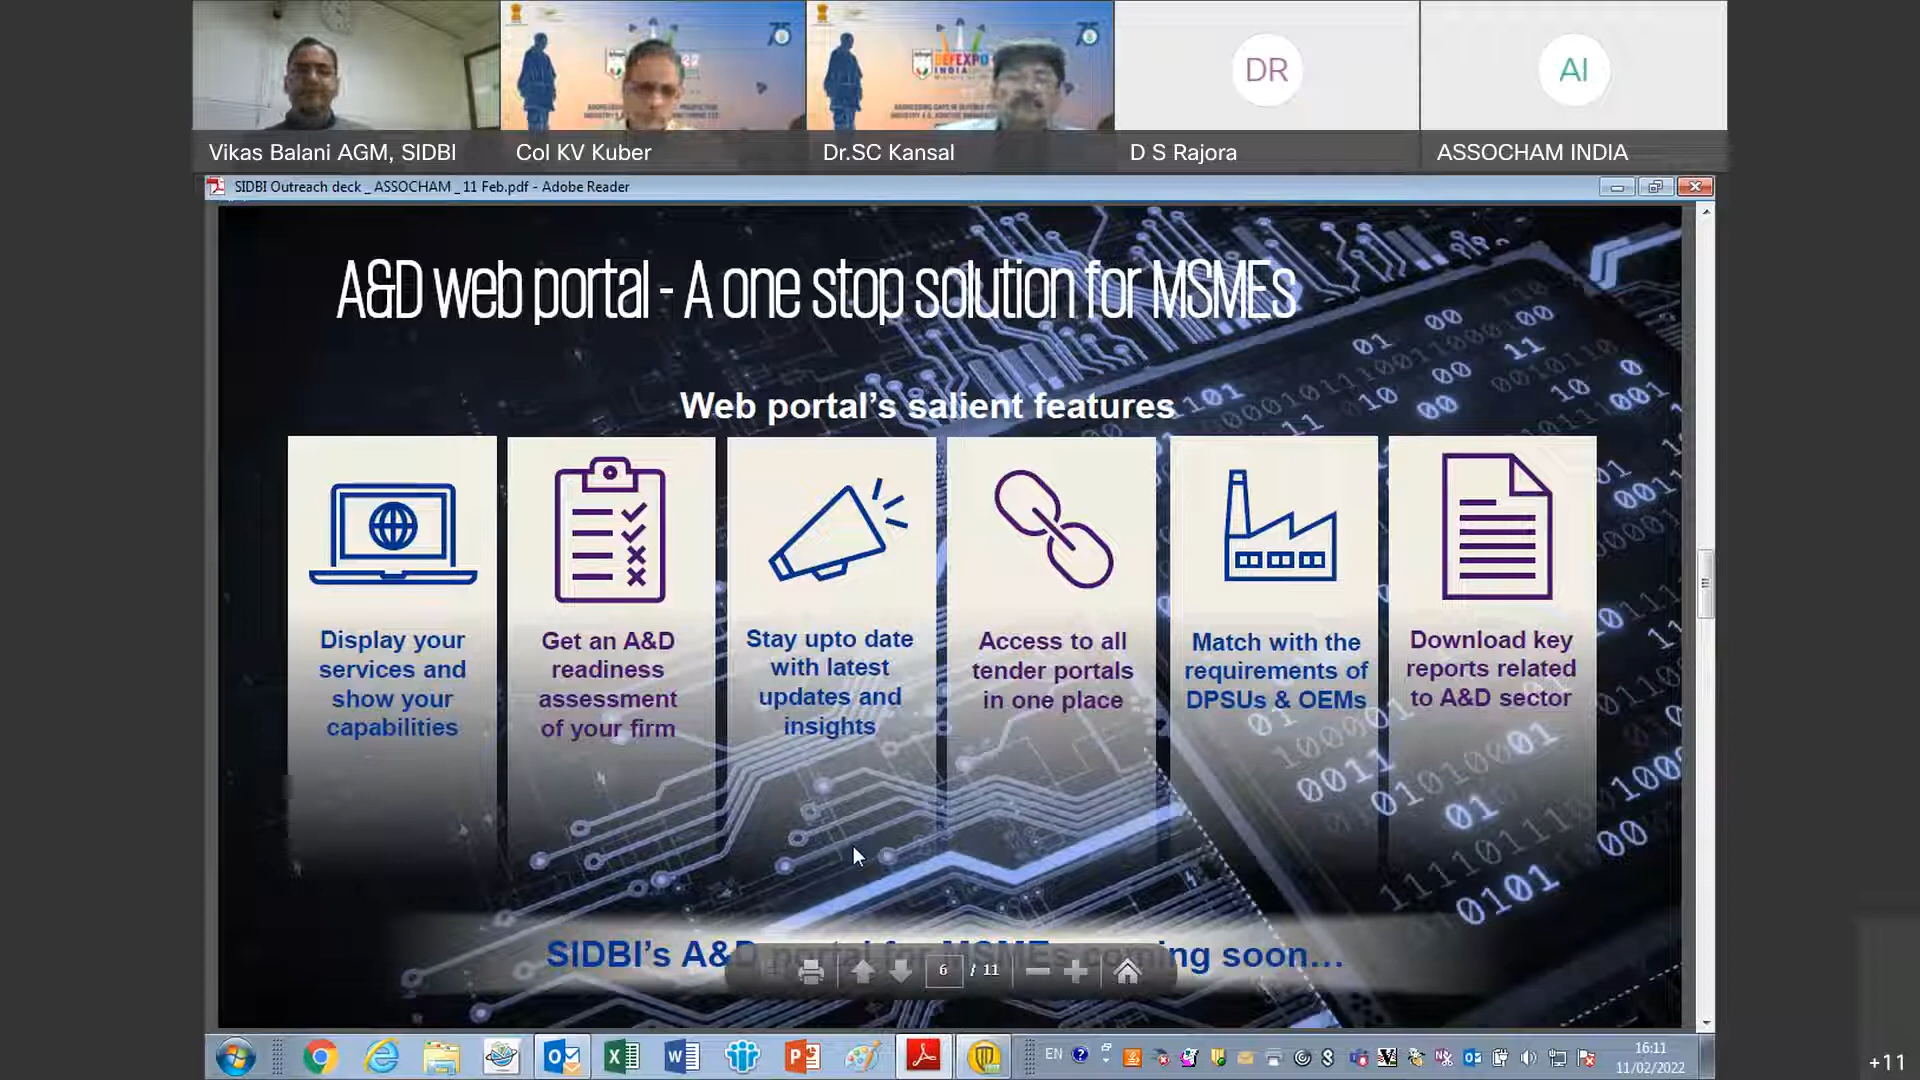 DR
AI
Vikas Balani AGM, SIDBI
Col KV Kuber
Dr.SC Kansal
D S Rajora
ASSOCHAM INDIA
SIDBI Outreach deck _ ASSOCHAM _ 11 Feb.pdf - Adobe Reader
A&D web portal - A one stop solution for MSMEs
Web portal's salient features
Display your
services and
show your
capabilities
Get an A&D
readiness
assessment
of your firm
Stay upto date
with latest
updates and
insights
Access to all
tender portals
in one place
Match with the
requirements of
DPSUs & OEMs
Download key
reports related
to A&D sector
SIDBI's A&D portal for MSMEs coming soon...
6 / 11
EN
16:11
11/02/2022
+11